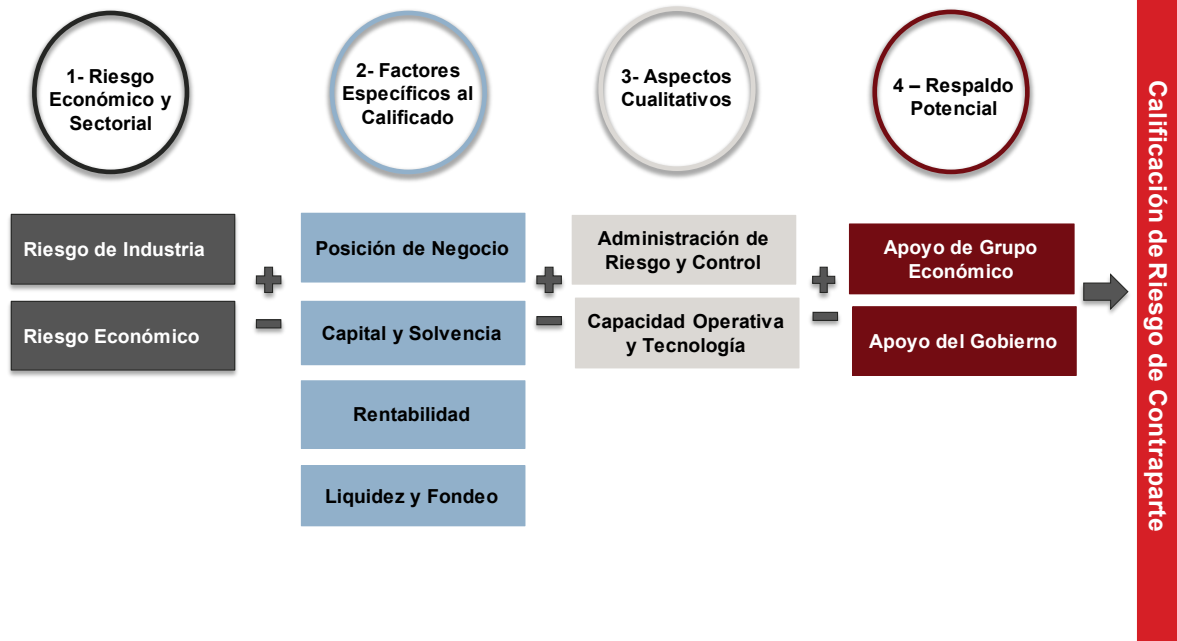 1- Riesgo
Económico y
Sectorial
2- Factores
Específicos al
Calificado
3- Aspectos
Cualitativos
4 – Respaldo
Potencial
Riesgo de Industria
Riesgo Económico
Posición de Negocio
Capital y Solvencia
Rentabilidad
Liquidez y Fondeo
Administración de
Riesgo y Control
Capacidad Operativa
y Tecnología
Apoyo de Grupo
Económico
Apoyo del Gobierno
Calificación de Riesgo de Contraparte